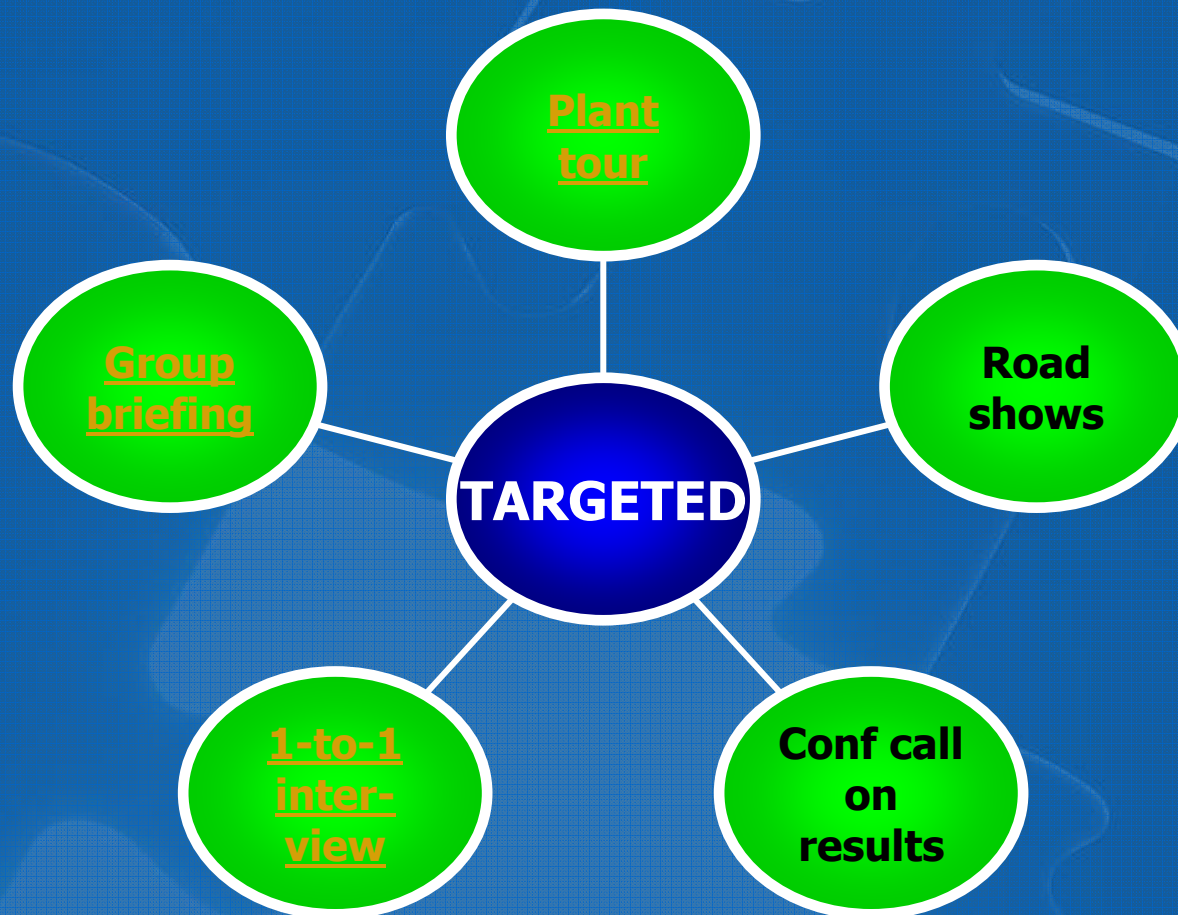 Plant
tour
Group
briefing
Road
shows
TARGETED
1-to-1
inter-
view
Conf call
on
results